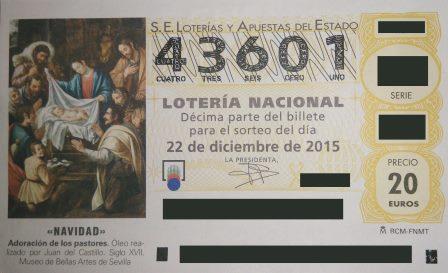 S.E. LOTERÍAS Y APUESTAS DEL ESTADO
43601
CUATRO TRES SEIS CERO UNO
SERIE
LOTERÍA NACIONAL
Décima parte del billete
para el sorteo del día
22 de diciembre de 2015
LA PRESIDENTA,
PRECIO
20
EUROS
RCM-FNMT
«NAVIDAD»
Adoración de los pastores. Óleo rea-
lizado por Juan del Castillo. Siglo XVII.
Museo de Bellas Artes de Sevilla